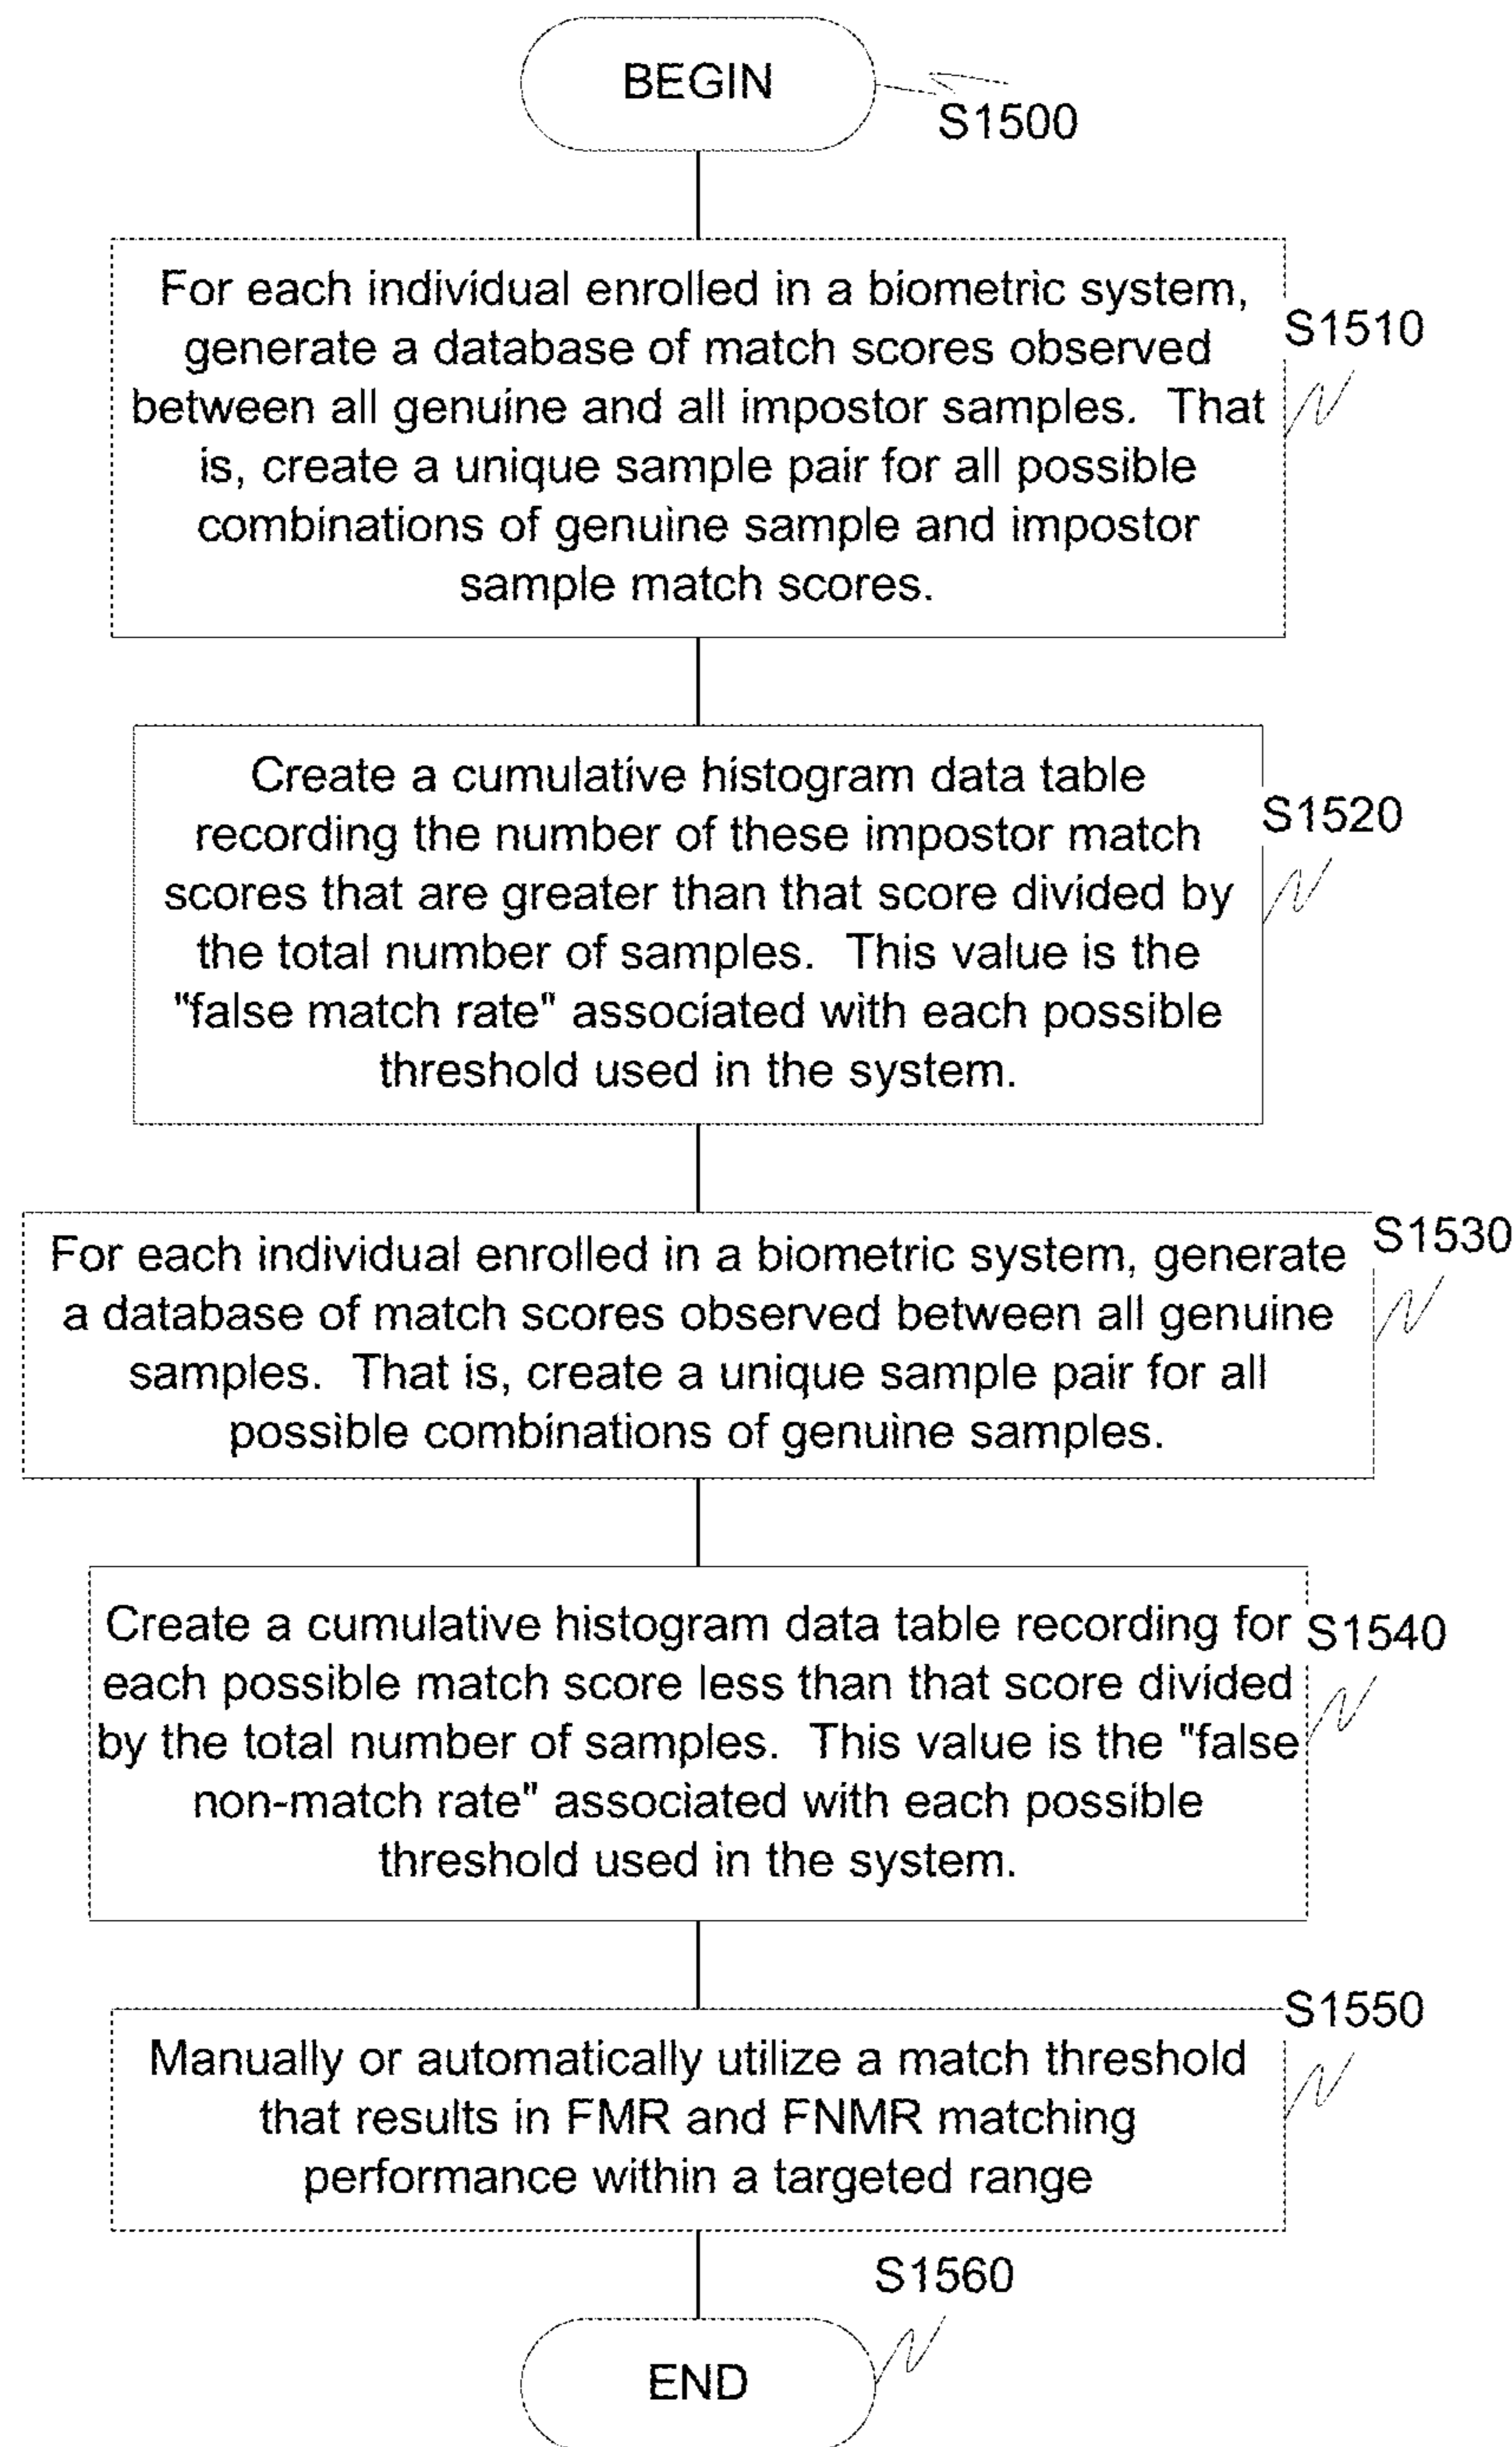 BEGIN
S1500
For each individual enrolled in a biometric system,
generate a database of match scores observed
between all genuine and all impostor samples. That
is, create a unique sample pair for all possible
combinations of genuine sample and impostor
sample match scores.
S1510
Create a cumulative histogram data table
recording the number of these impostor match
scores that are greater than that score divided by
the total number of samples. This value is the
"false match rate" associated with each possible
threshold used in the system.
S1520
For each individual enrolled in a biometric system, generate
a database of match scores observed between all genuine
samples. That is, create a unique sample pair for all
possible combinations of genuine samples.
S1530
Create a cumulative histogram data table recording for
each possible match score less than that score divided
by the total number of samples. This value is the "false
non-match rate" associated with each possible
threshold used in the system.
S1540
Manually or automatically utilize a match threshold
that results in FMR and FNMR matching
performance within a targeted range
S1550
END
S1560